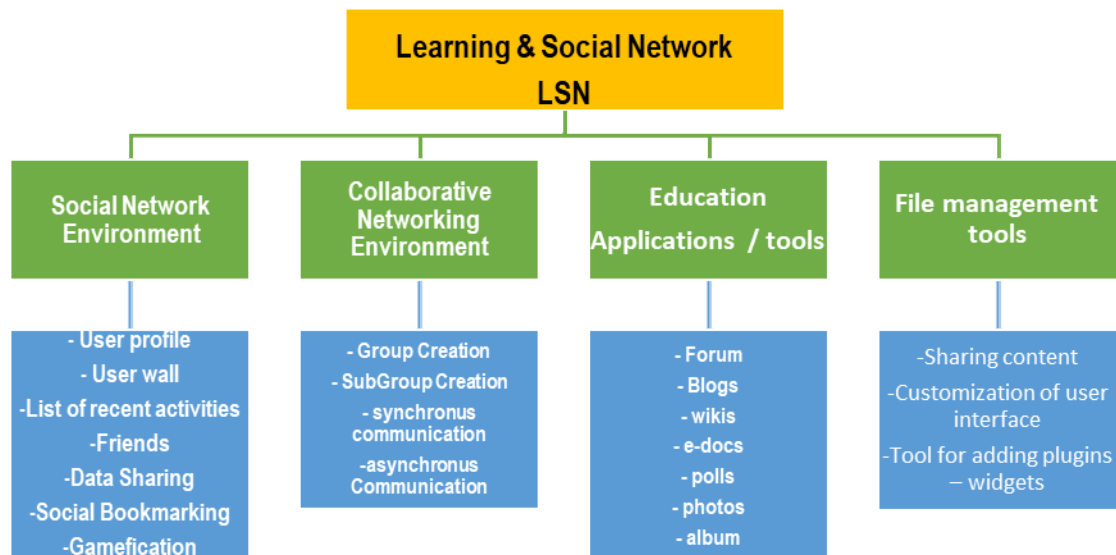 Learning & Social Network
LSN
Social Network
Environment
Collaborative
Networking
Environment
Education
Applications / tools
File management
tools
- User profile
- User wall
-List of recent activities
-Friends
-Data Sharing
-Social Bookmarking
-Gamefication
- Group Creation
- SubGroup Creation
- synchronus
communication
-asynchronus
Communication
- Forum
- Blogs
- wikis
- e-docs
- polls
- photos
- album
-Sharing content
-Customization of user
interface
-Tool for adding plugins
– widgets